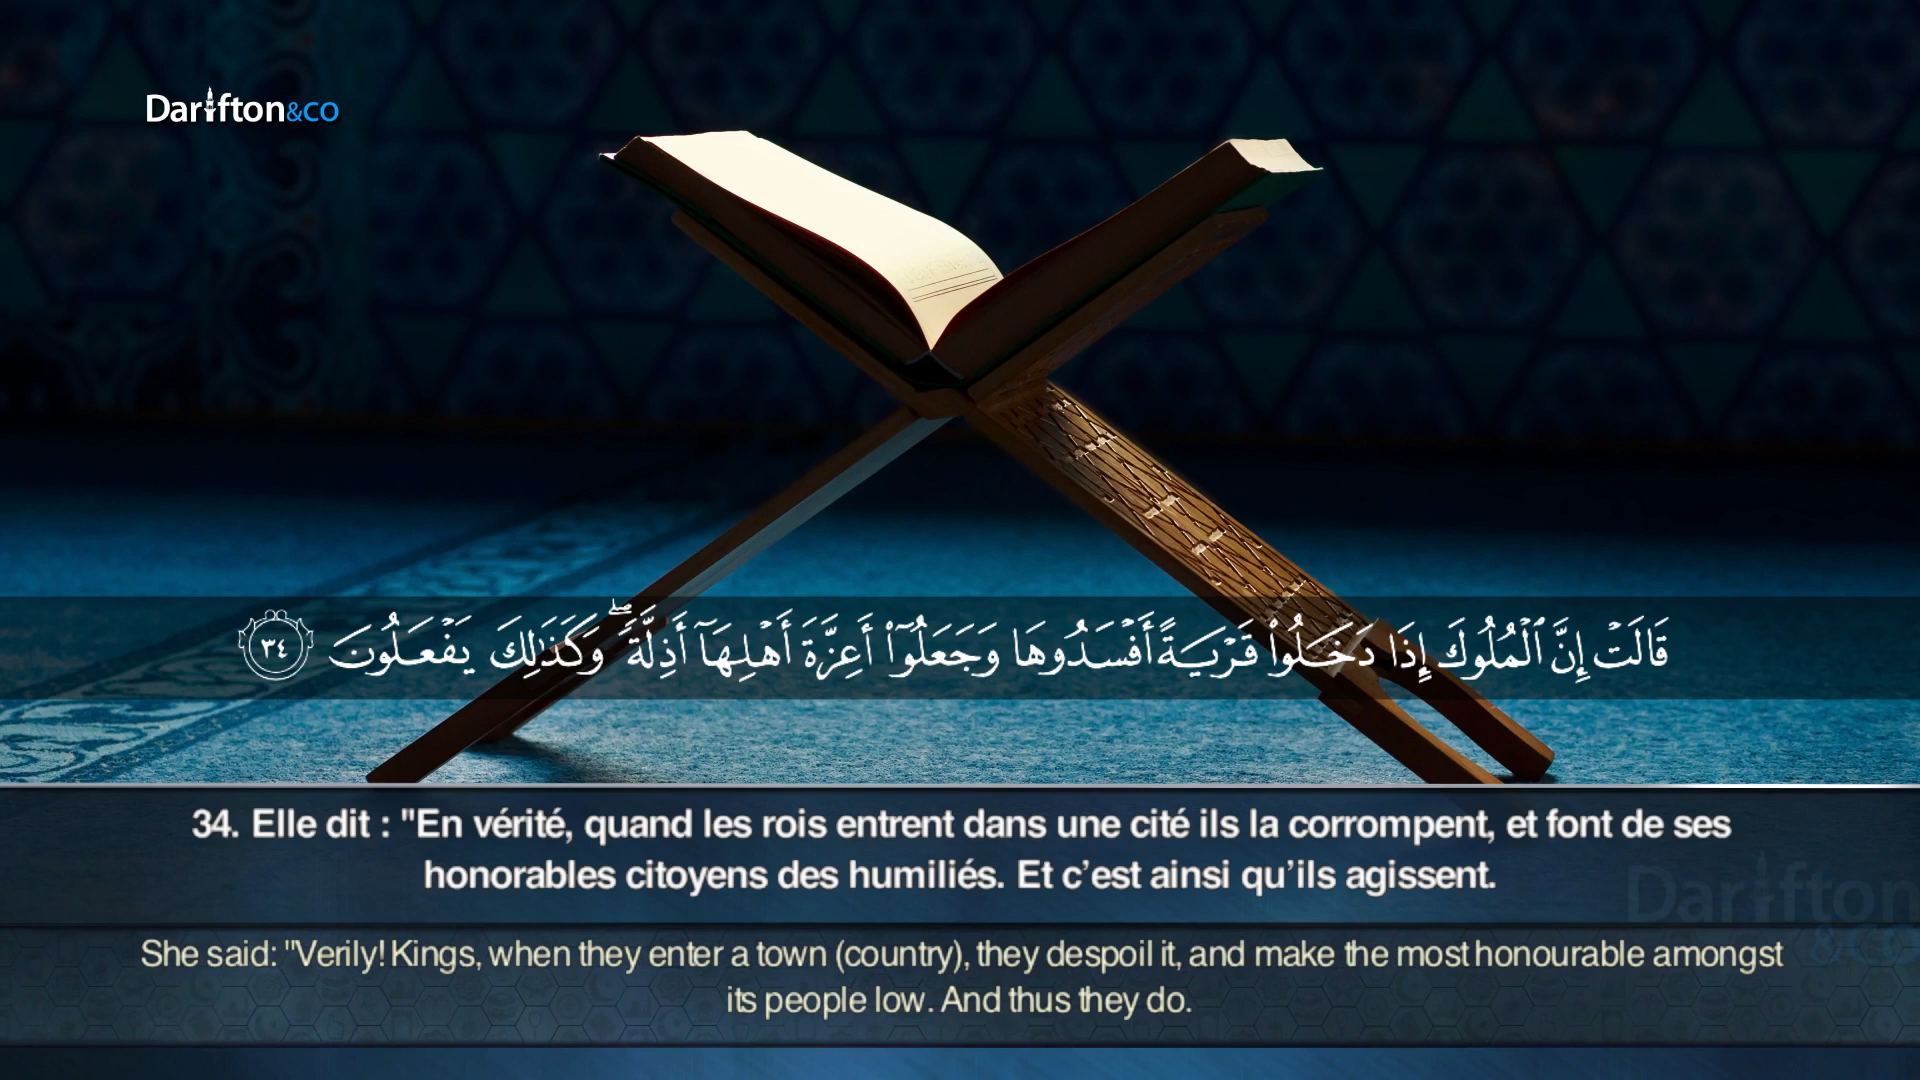 Darifton&co
قَالَتْ إِنَّ ٱلْمُلُوكَ إِذَا دَخَلُوا۟ قَرْيَةً أَفْسَدُوهَا وَجَعَلُوٓا۟ أَعِزَّةَ أَهْلِهَآ أَذِلَّةً ۖ وَكَذَٰلِكَ يَفْعَلُونَ ٣٤
34. Elle dit : "En vérité, quand les rois entrent dans une cité ils la corrompent, et font de ses
honorables citoyens des humiliés. Et c’est ainsi qu’ils agissent.
Darifton
&co
She said: "Verily! Kings, when they enter a town (country), they despoil it, and make the most honourable amongst
its people low. And thus they do.